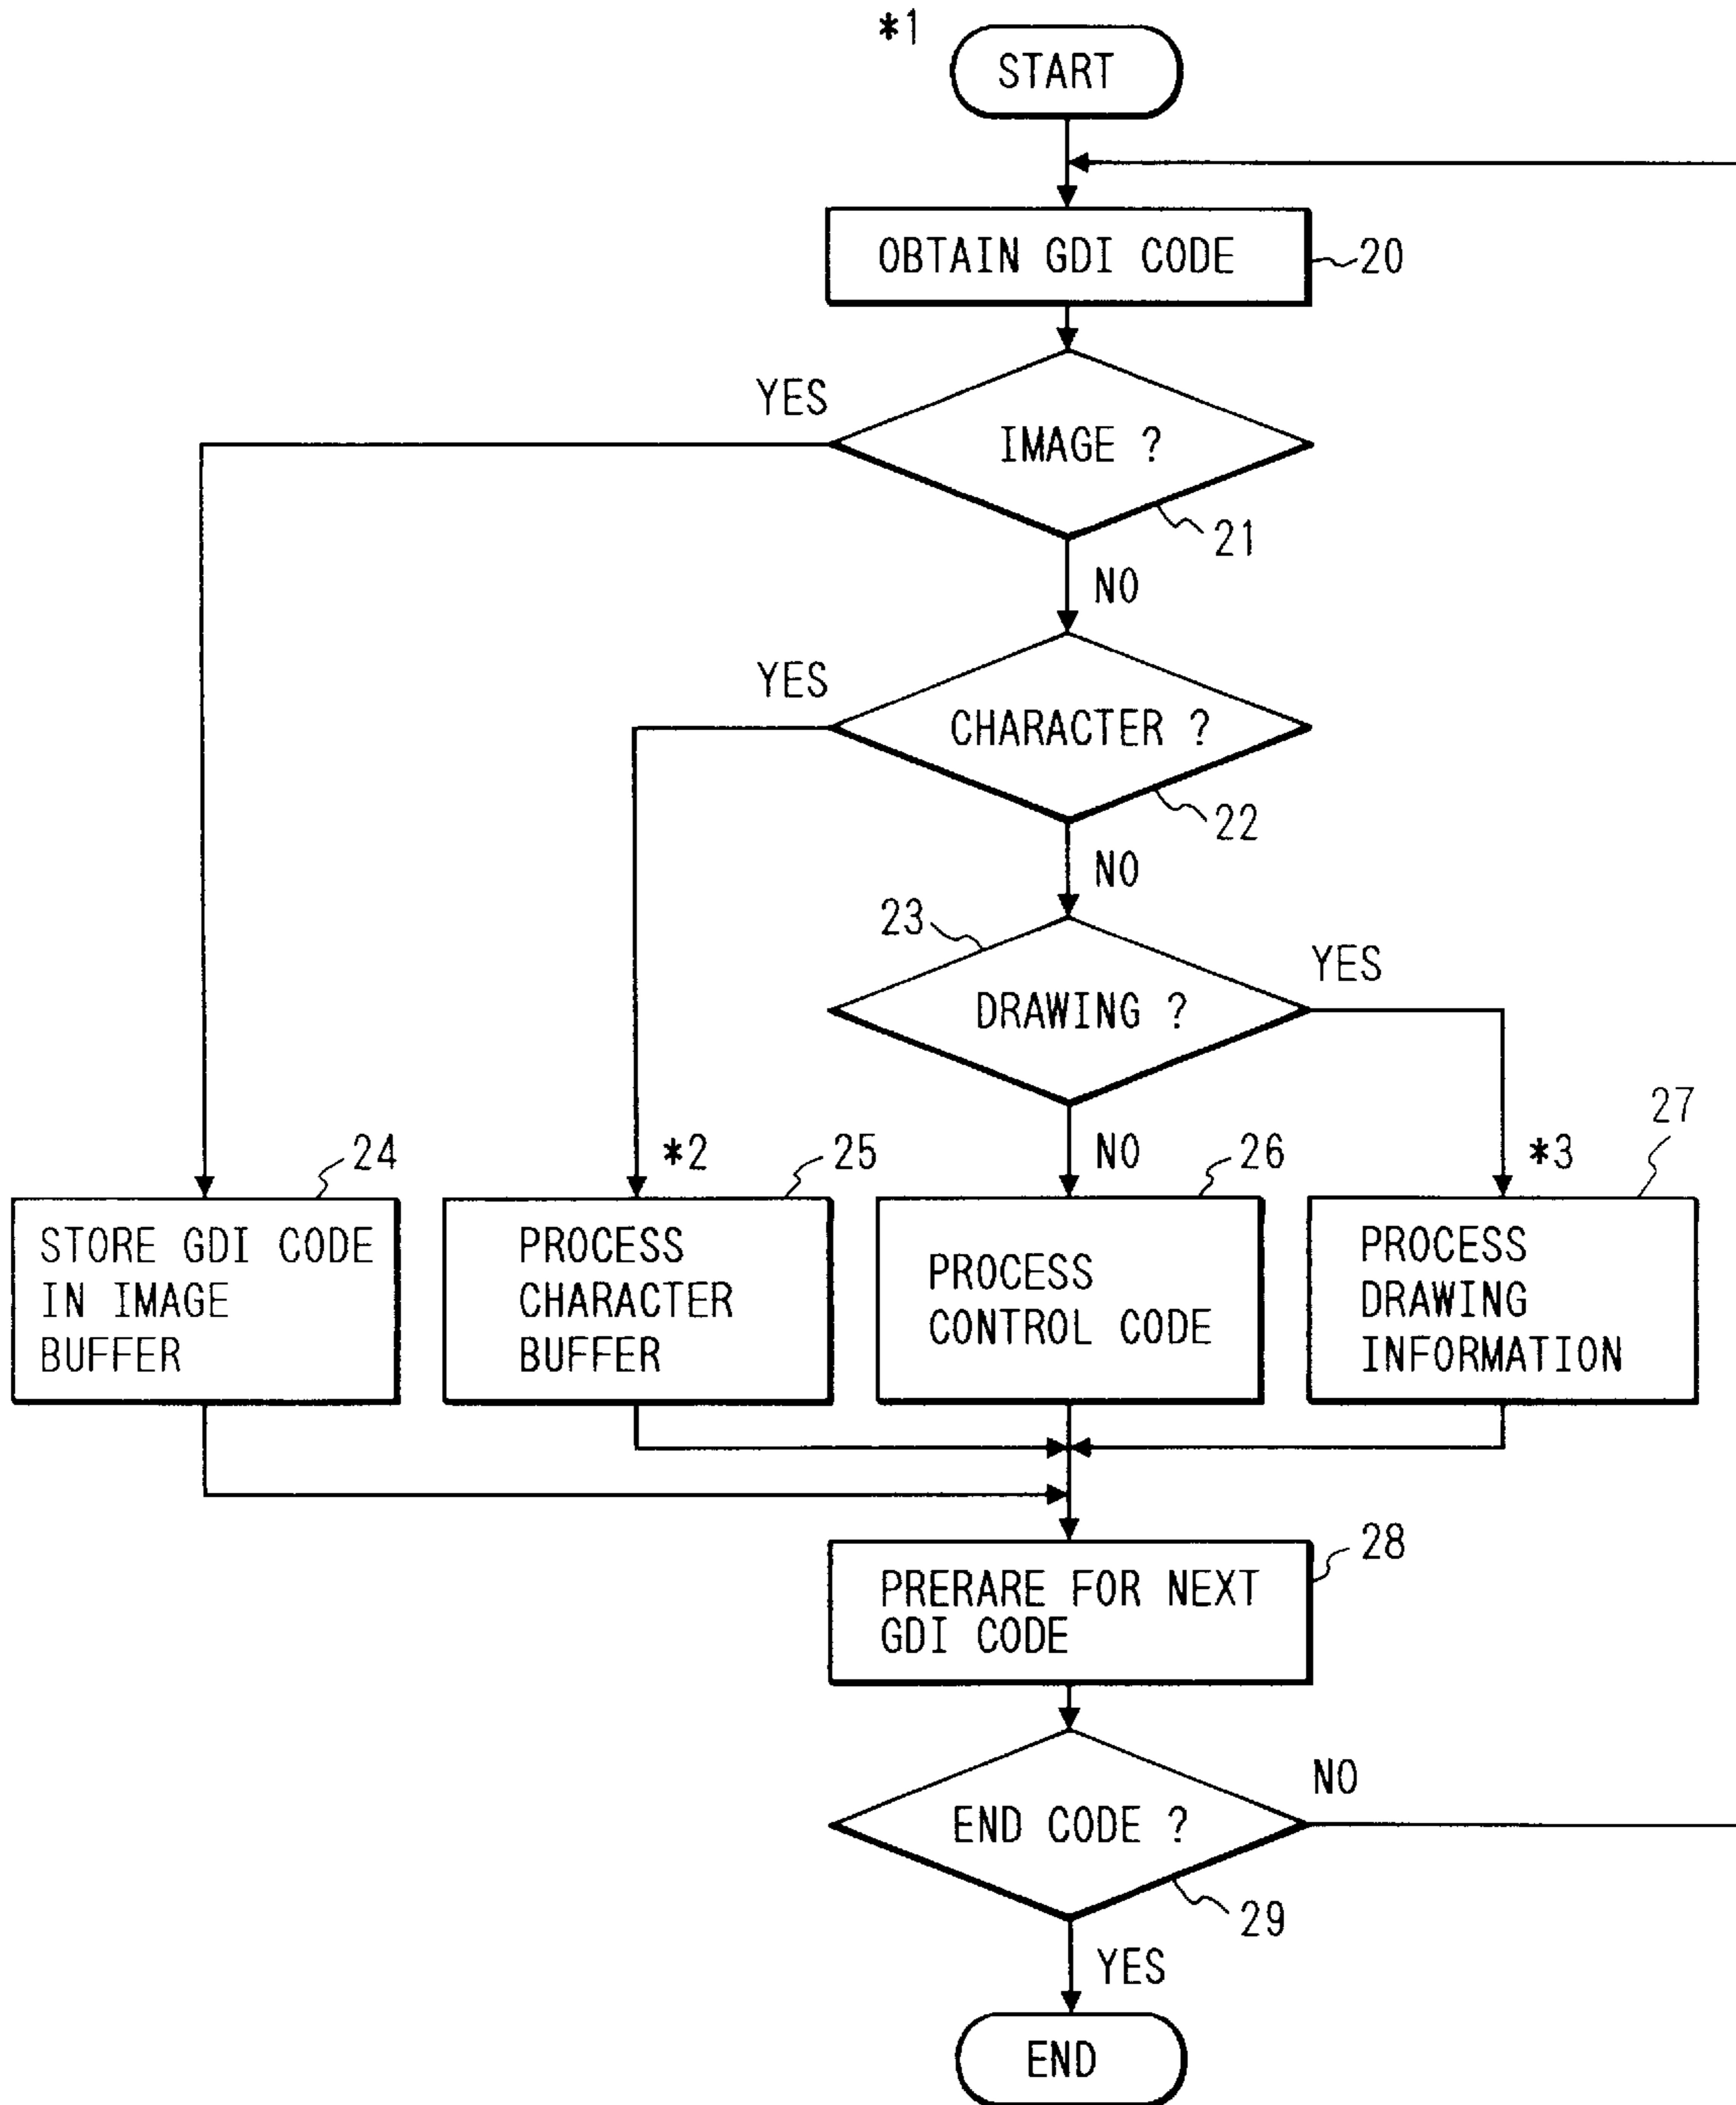 *1
START
OBTAIN GDI CODE
20
YES
IMAGE ?
21
NO
YES
CHARACTER ?
22
NO
23
YES
DRAWING ?
27
24
*2
25
NO
26
*3
STORE GDI CODE
IN IMAGE
BUFFER
PROCESS
CHARACTER
BUFFER
PROCESS
CONTROL CODE
PROCESS
DRAWING
INFORMATION
28
PRERARE FOR NEXT
GDI CODE
NO
END CODE ?
29
YES
END